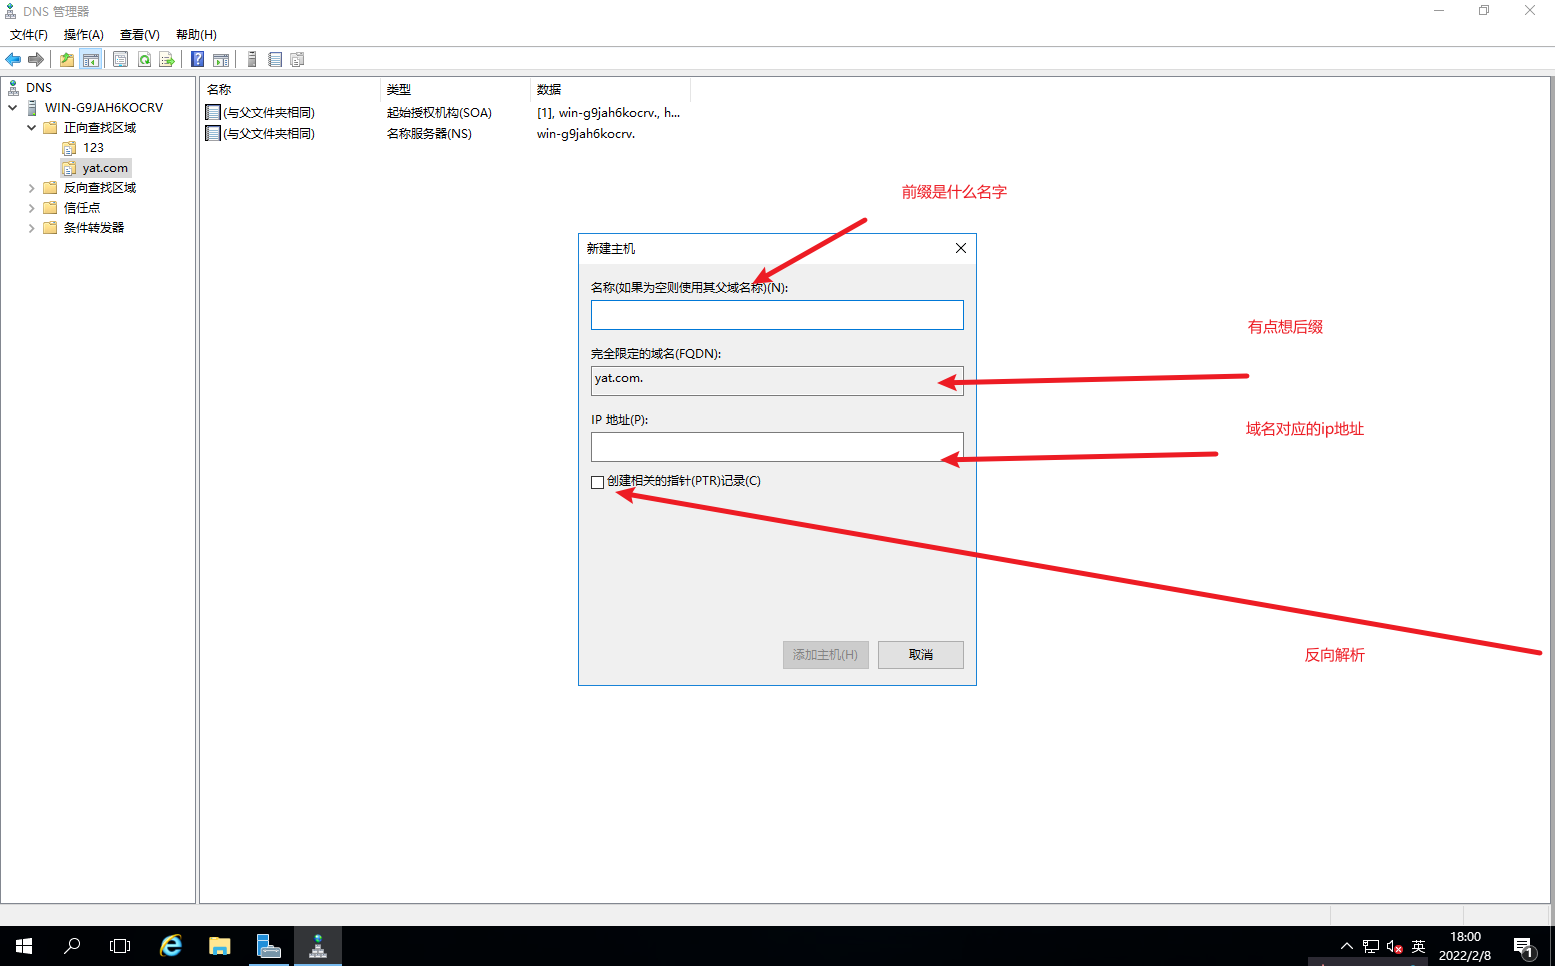 DNS 管理器
文件(F) 操作(A) 查看(V) 帮助(H)
DNS
WIN-G9JAH6KOCRV
正向查找区域
123
yat.com
反向查找区域
信任点
条件转发器
名称 类型 数据
(与父文件夹相同) 起始授权机构(SOA) [1], win-g9jah6kocrv., h...
(与父文件夹相同) 名称服务器(NS) win-g9jah6kocrv.
前缀是什么名字
新建主机
名称(如果为空则使用其父域名称)(N):
有点想后缀
完全限定的域名(FQDN):
yat.com.
IP 地址(P):
域名对应的ip地址
创建相关的指针(PTR)记录(C)
反向解析
添加主机(H) 取消
英
18:00
2022/2/8
1